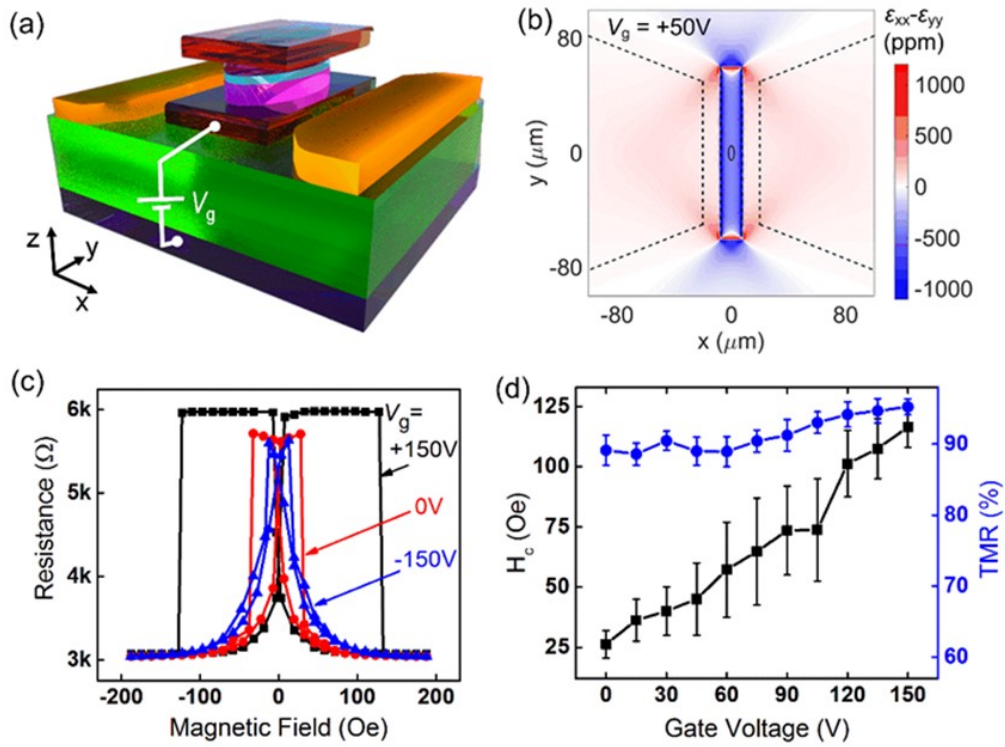 (a)
Vg
z
y
x
(b)
Vg = +50V
εxx-εyy
(ppm)
80
0
-80
y (μm)
-80 0 80
x (μm)
1000
500
0
-500
-1000
(c)
6k
5k
4k
3k
Resistance (Ω)
Vg=
+150V
0V
-150V
-200 -100 0 100 200
Magnetic Field (Oe)
(d)
125
100
75
50
25
Hc (Oe)
90
80
70
60
TMR (%)
0 30 60 90 120 150
Gate Voltage (V)